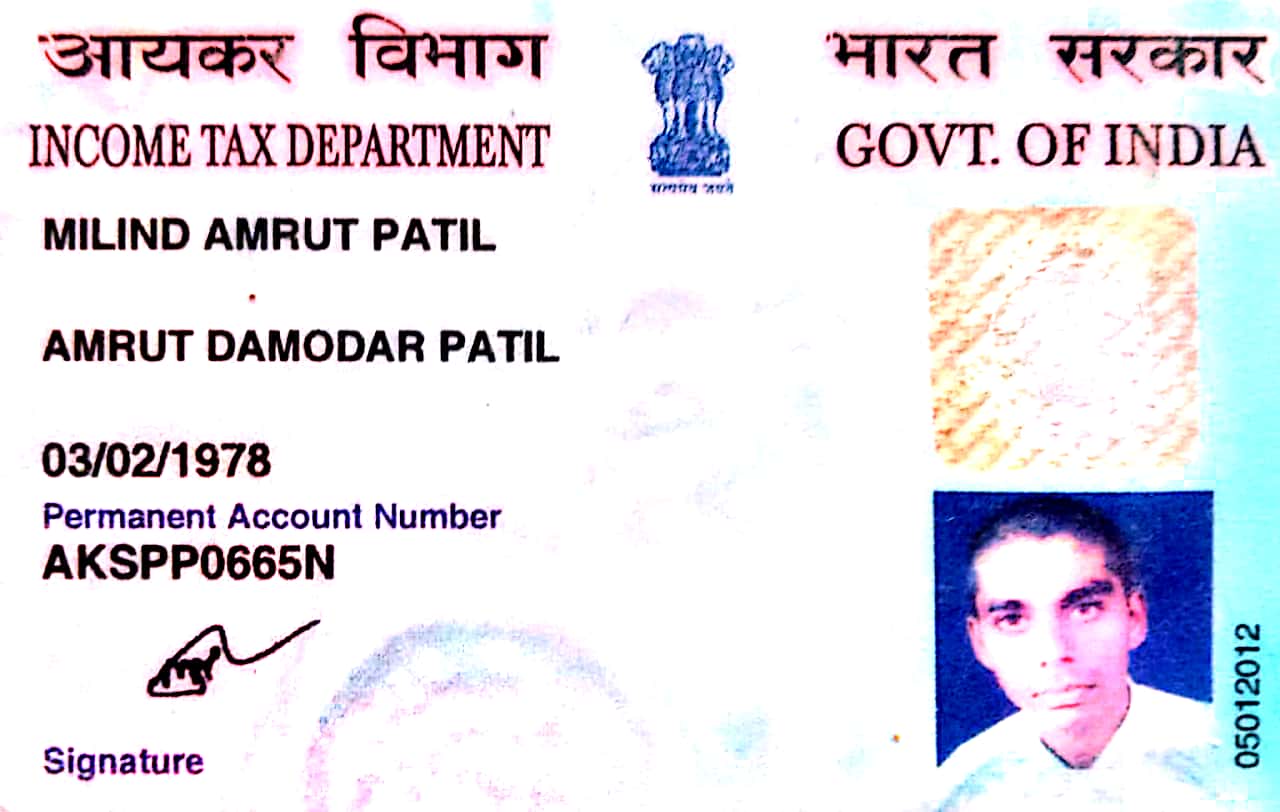 आयकर विभाग
भारत सरकार
INCOME TAX DEPARTMENT
GOVT. OF INDIA
सत्यमेव जयते
MILIND AMRUT PATIL
AMRUT DAMODAR PATIL
03/02/1978
Permanent Account Number
AKSPP0665N
Signature
05012012